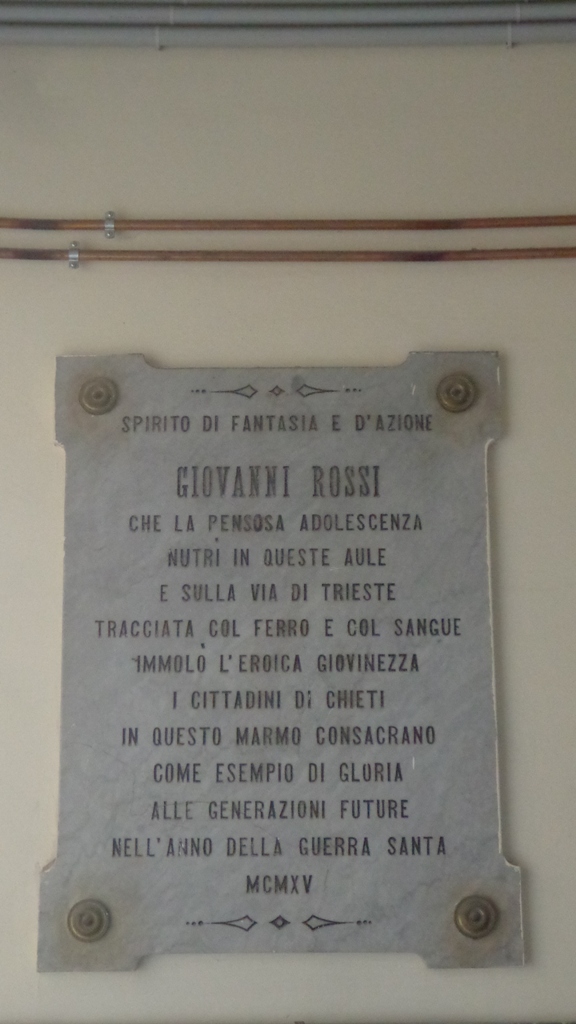 SPIRITO DI FANTASIA E D'AZIONE
GIOVANNI ROSSI
CHE LA PENSOSA ADOLESCENZA
NUTRÌ IN QUESTE AULE
E SULLA VIA DI TRIESTE
TRACCIATA COL FERRO E COL SANGUE
IMMOLÒ L'EROICA GIOVINEZZA
I CITTADINI DI CHIETI
IN QUESTO MARMO CONSACRANO
COME ESEMPIO DI GLORIA
ALLE GENERAZIONI FUTURE
NELL'ANNO DELLA GUERRA SANTA
MCMXV